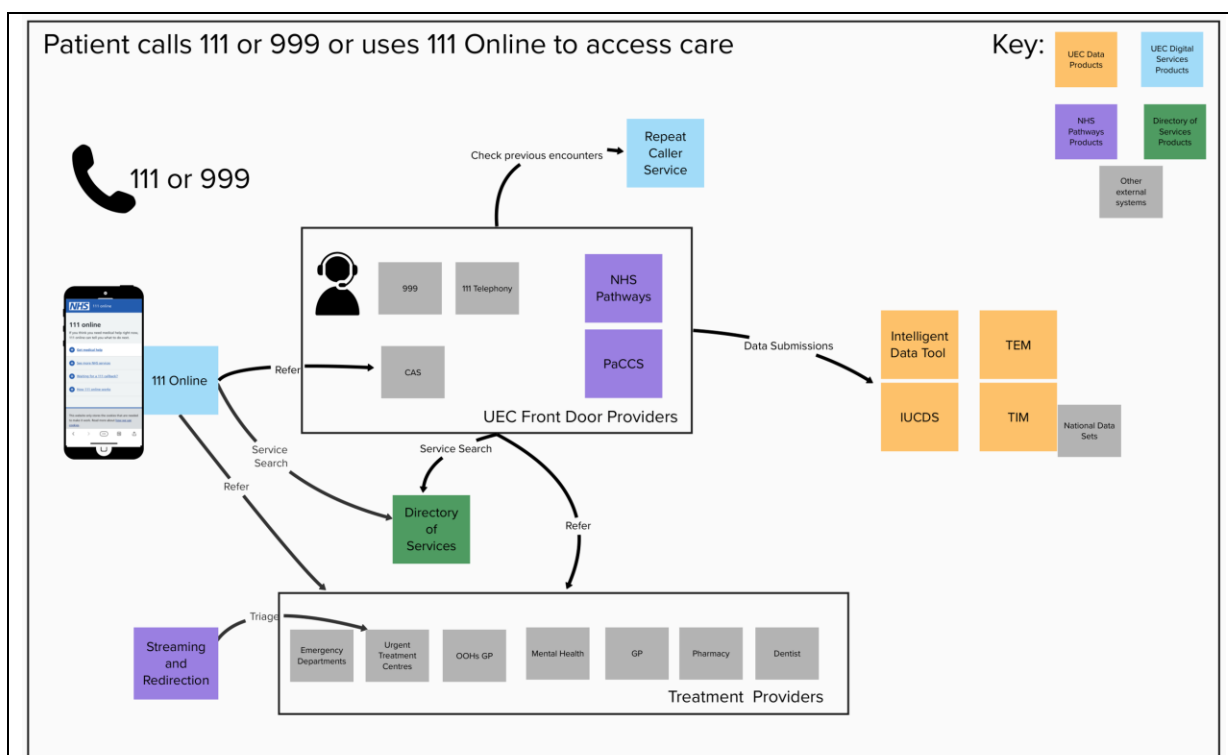 Patient calls 111 or 999 or uses 111 Online to access care
Key:
UEC Data
Products
UEC Digital
Services
Products
NHS
Pathways
Products
Directory of
Services
Products
Other
external
systems
111 or 999
Check previous encounters
Repeat
Caller
Service
999
111 Telephony
NHS
Pathways
CAS
PaCCS
UEC Front Door Providers
NHS 111 online
111 online
111 Online
Refer
Data Submissions
Intelligent
Data Tool
TEM
IUCDS
TIM
National Data
Sets
Service
Search
Refer
Service Search
Directory
of
Services
Refer
Streaming
and
Redirection
Triage
Emergency
Departments
Urgent
Treatment
Centres
OOHs GP
Mental Health
GP
Pharmacy
Dentist
Treatment Providers